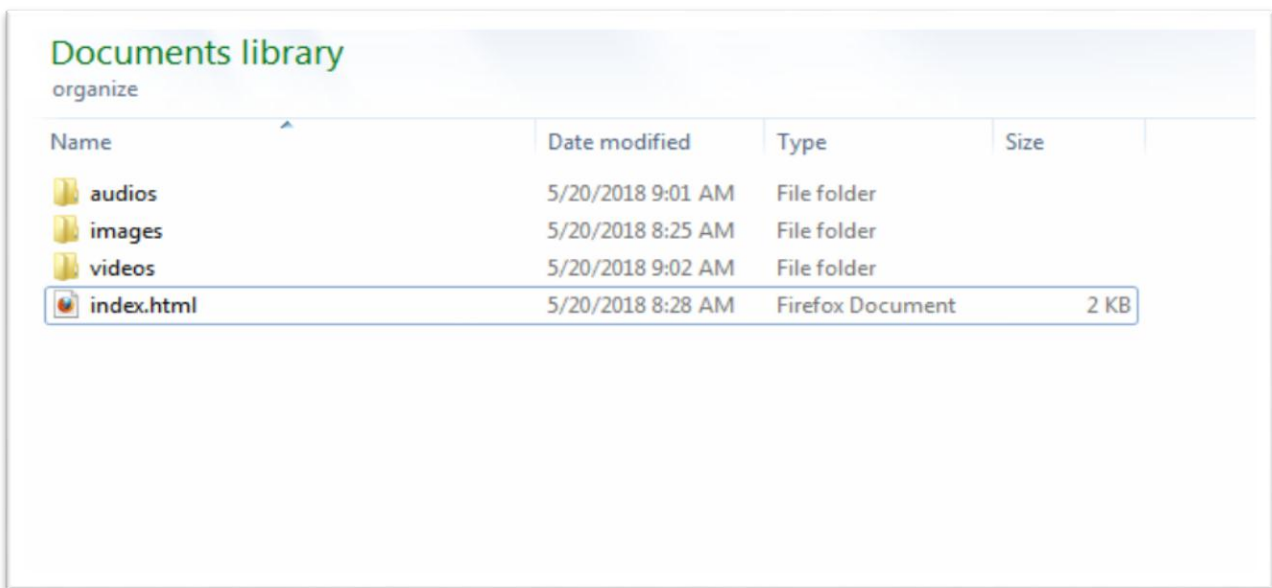 Documents library
organize
Name Date modified Type Size
audios 5/20/2018 9:01 AM File folder
images 5/20/2018 8:25 AM File folder
videos 5/20/2018 9:02 AM File folder
index.html 5/20/2018 8:28 AM Firefox Document 2 KB